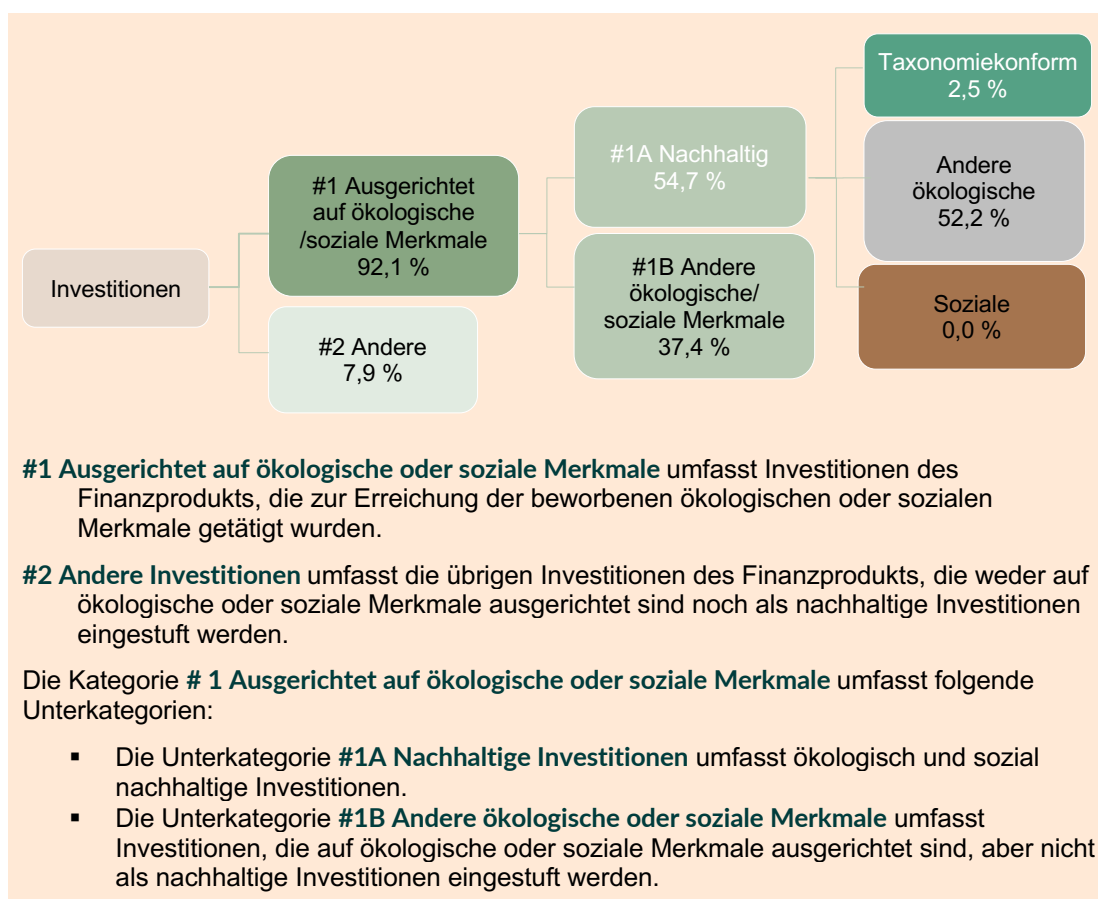 Investitionen
#1 Ausgerichtet
auf ökologische
/soziale Merkmale
92,1 %
#2 Andere
7,9 %
#1A Nachhaltig
54,7 %
#1B Andere
ökologische/
soziale Merkmale
37,4 %
Taxonomiekonform
2,5 %
Andere
ökologische
52,2 %
Soziale
0,0 %
#1 Ausgerichtet auf ökologische oder soziale Merkmale umfasst Investitionen des
Finanzprodukts, die zur Erreichung der beworbenen ökologischen oder sozialen
Merkmale getätigt wurden.
#2 Andere Investitionen umfasst die übrigen Investitionen des Finanzprodukts, die weder auf
ökologische oder soziale Merkmale ausgerichtet sind noch als nachhaltige Investitionen
eingestuft werden.
Die Kategorie # 1 Ausgerichtet auf ökologische oder soziale Merkmale umfasst folgende
Unterkategorien:
▪ Die Unterkategorie #1A Nachhaltige Investitionen umfasst ökologisch und sozial
nachhaltige Investitionen.
▪ Die Unterkategorie #1B Andere ökologische oder soziale Merkmale umfasst
Investitionen, die auf ökologische oder soziale Merkmale ausgerichtet sind, aber nicht
als nachhaltige Investitionen eingestuft werden.